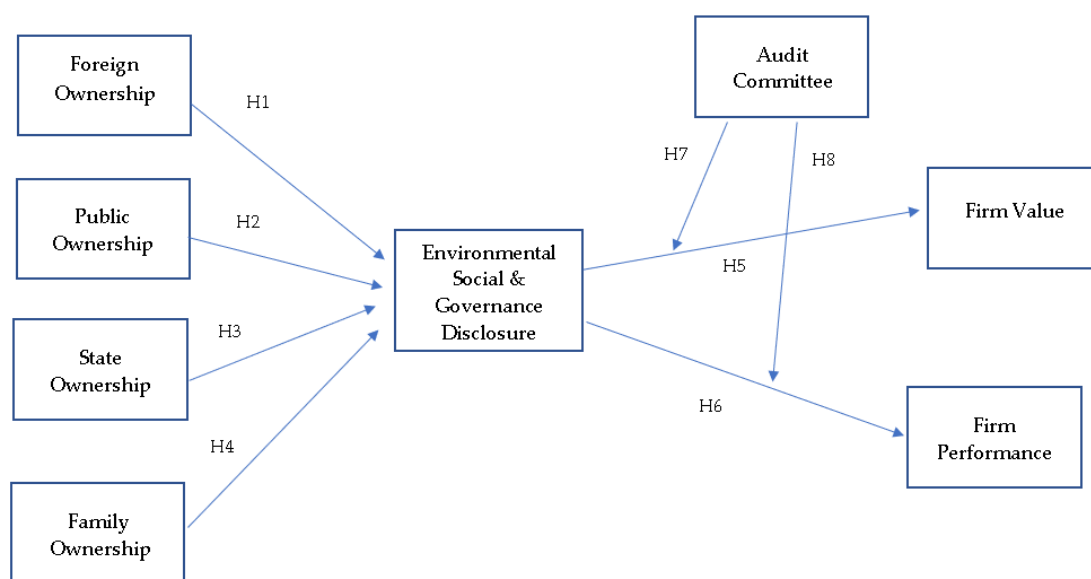 Foreign
Ownership
H1
Public
Ownership
H2
State
Ownership
H3
Family
Ownership
H4
Environmental
Social &
Governance
Disclosure
Audit
Committee
H7
H8
H5
H6
Firm Value
Firm
Performance